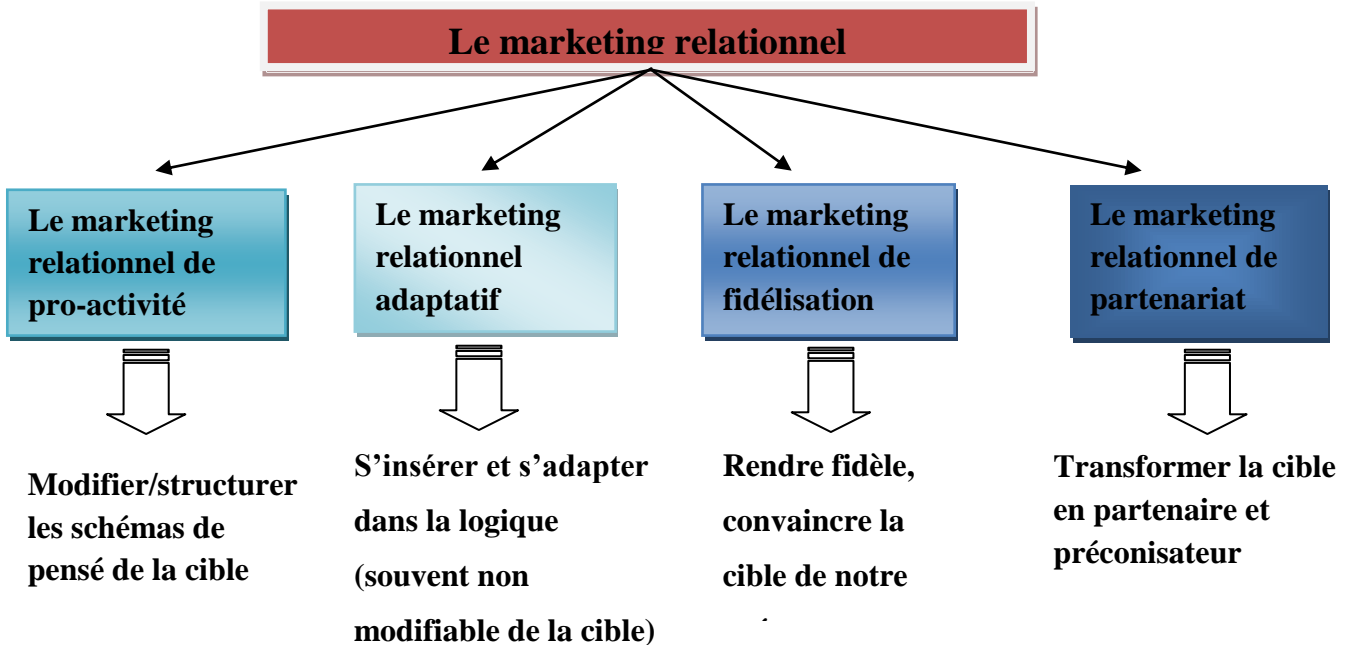 Le marketing relationnel
Le marketing
relationnel de
pro-activité
Le marketing
relationnel
adaptatif
Le marketing
relationnel de
fidélisation
Le marketing
relationnel de
partenariat
Modifier/structurer
les schémas de
pensé de la cible
S’insérer et s’adapter
dans la logique
(souvent non
modifiable de la cible)
Rendre fidèle,
convaincre la
cible de notre
Transformer la cible
en partenaire et
préconisateur